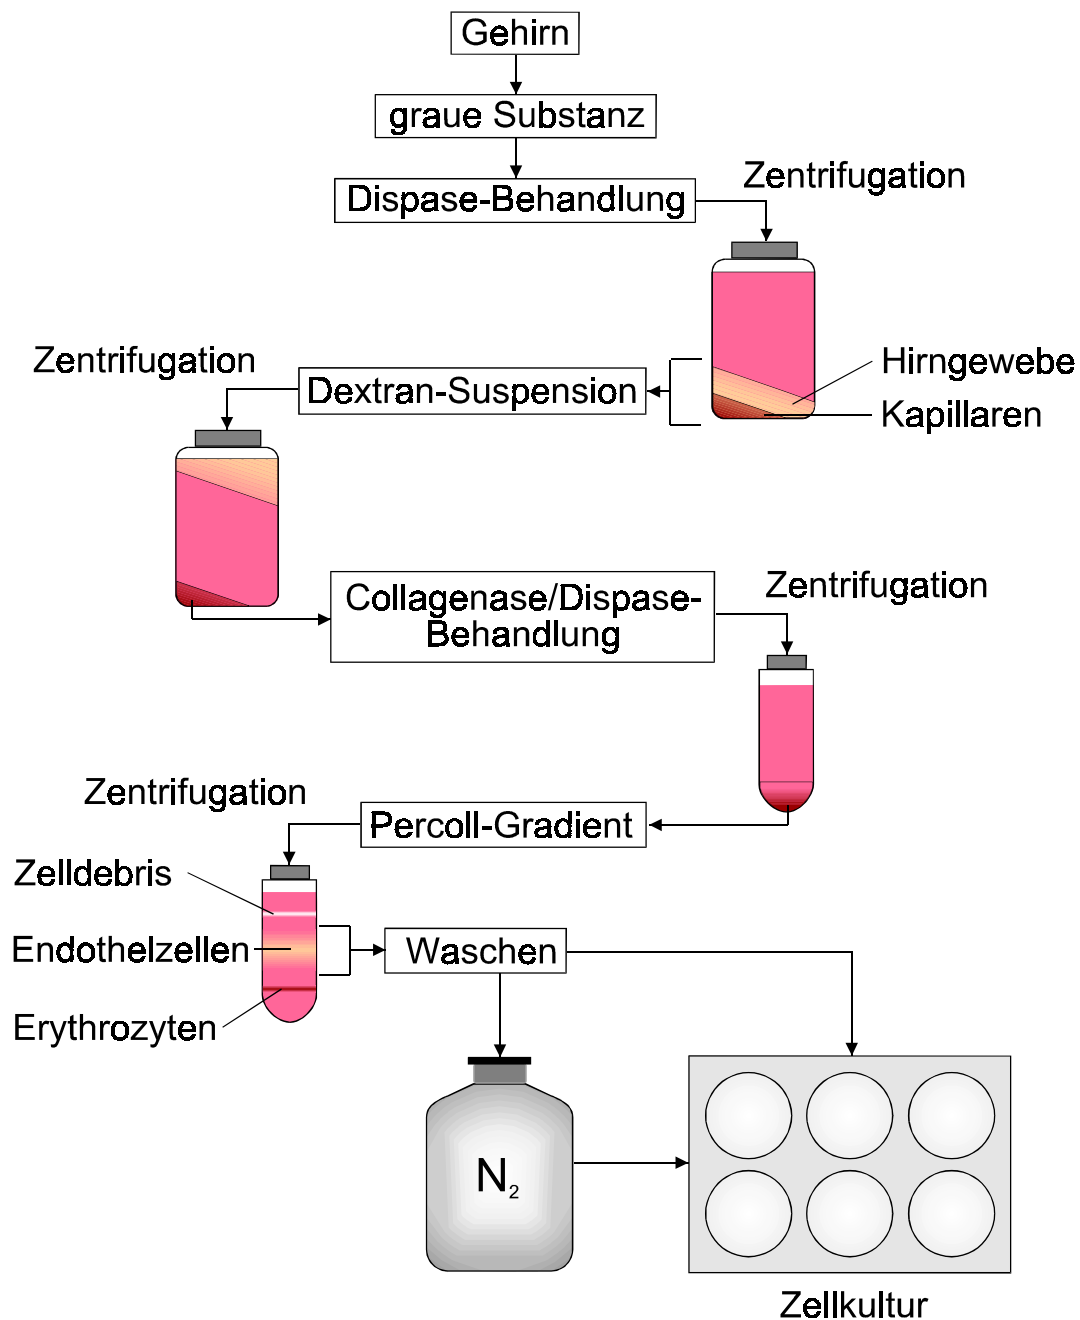 Gehirn
graue Substanz
Dispase-Behandlung
Zentrifugation
Hirngewebe
Kapillaren
Dextran-Suspension
Zentrifugation
Collagenase/Dispase-
Behandlung
Zentrifugation
Percoll-Gradient
Zentrifugation
Zelldebris
Endothelzellen
Erythrozyten
Waschen
N₂
Zellkultur